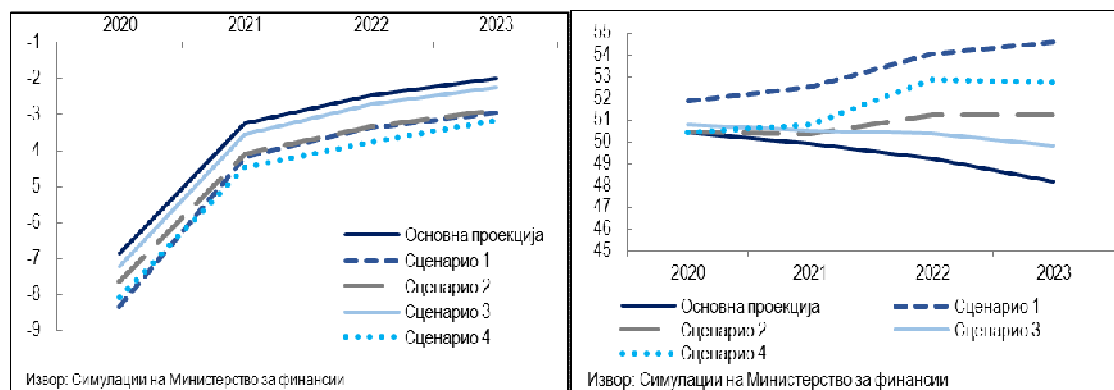 2020 2021 2022 2023
-1
-2
-3
-4
-5
-6
-7
-8
-9
Основна проекција
Сценарио 1
Сценарио 2
Сценарио 3
Сценарио 4
Извор: Симулации на Министерство за финансии
55
54
53
52
51
50
49
48
47
46
45
2020 2021 2022 2023
Основна проекција Сценарио 1
Сценарио 2 Сценарио 3
Сценарио 4
Извор: Симулации на Министерство за финансии